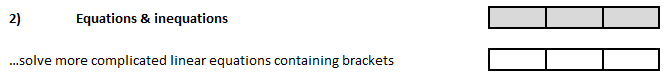 2) Equations & inequations
...solve more complicated linear equations containing brackets